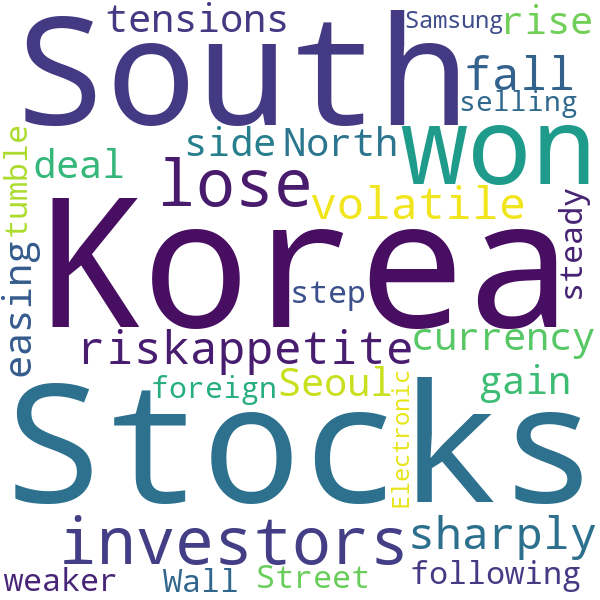 tensions
Samsung
rise
South
fall
selling
side
North
won
tumble
deal
lose
volatile
steady
Korea
easing
step
riskappetite
currency
foreign
Seoul
gain
Electronic
Stocks
investors
sharply
weaker
Wall
Street
following